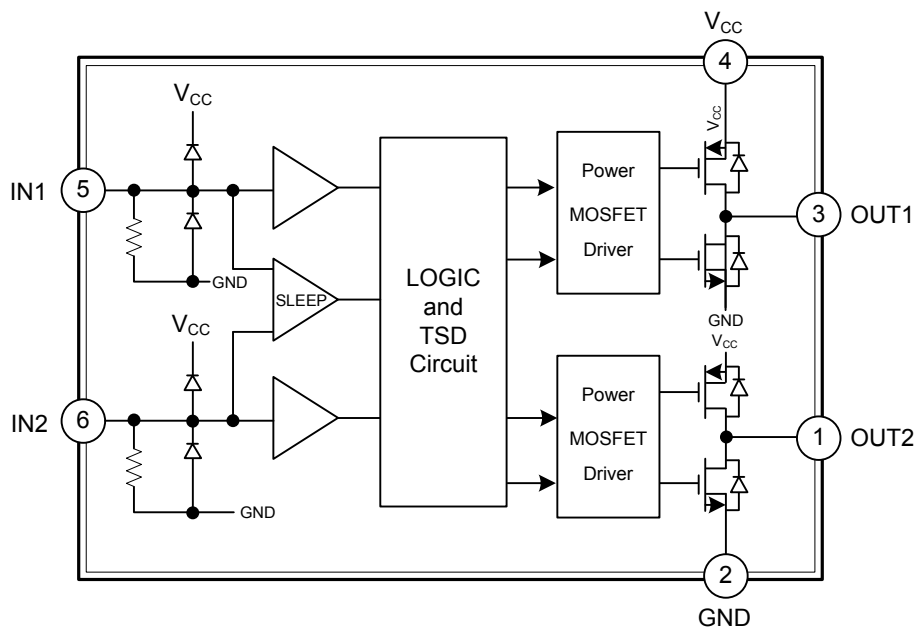 VCC
4
VCC
VCC
IN1
5
Power
MOSFET
Driver
3
OUT1
GND
SLEEP
LOGIC
and
TSD
Circuit
GND
VCC
VCC
IN2
6
Power
MOSFET
Driver
1
OUT2
GND
2
GND